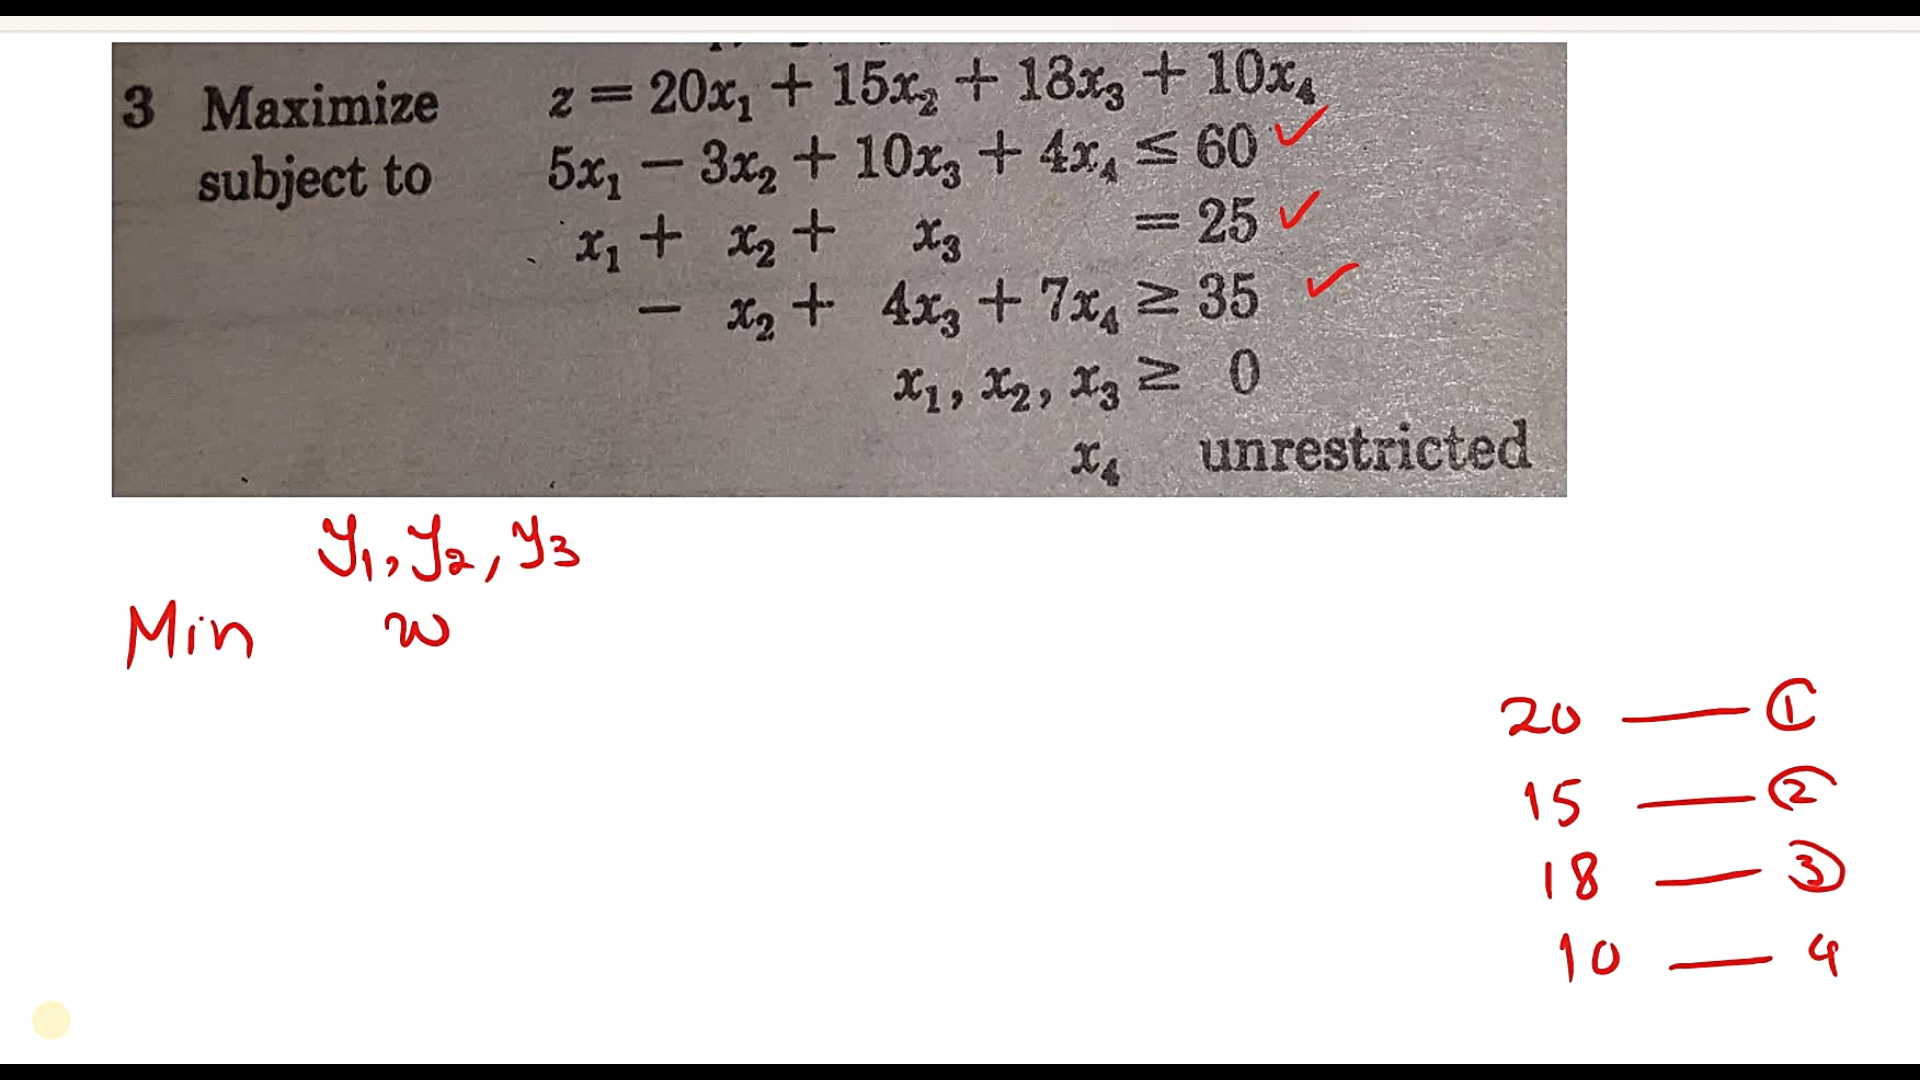 3 Maximize z = 20x₁ + 15x₂ + 18x₃ + 10x₄
subject to 5x₁ − 3x₂ + 10x₃ + 4x₄ ≤ 60 ✓
x₁ + x₂ + x₃ = 25 ✓
− x₂ + 4x₃ + 7x₄ ≥ 35 ✓
x₁, x₂, x₃ ≥ 0
x₄ unrestricted
y₁, y₂, y₃
Min w
20 — ①
15 — ②
18 — ③
10 — 4